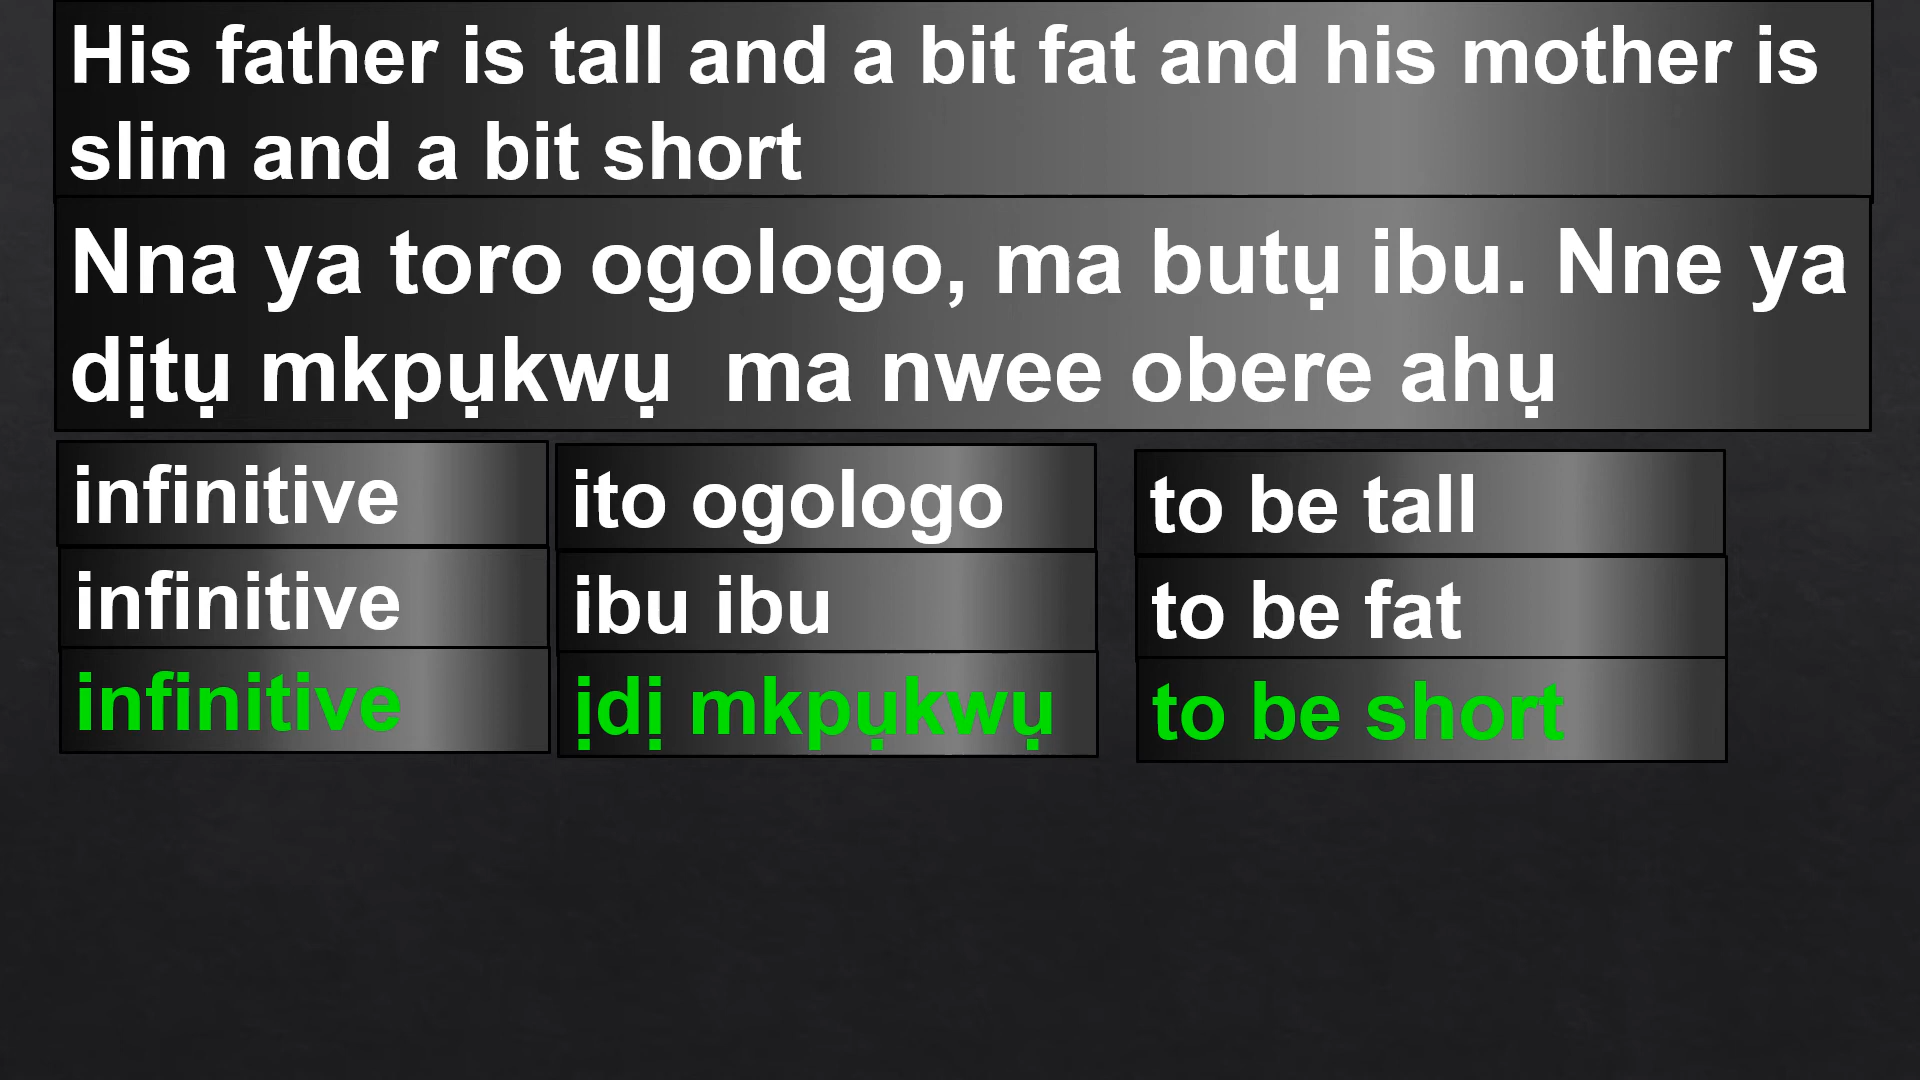 His father is tall and a bit fat and his mother is
slim and a bit short
Nna ya toro ogologo, ma butụ ibu. Nne ya
dịtụ mkpụkwụ ma nwee obere ahụ
infinitive ito ogologo to be tall
infinitive ibu ibu to be fat
infinitive ịdị mkpụkwụ to be short